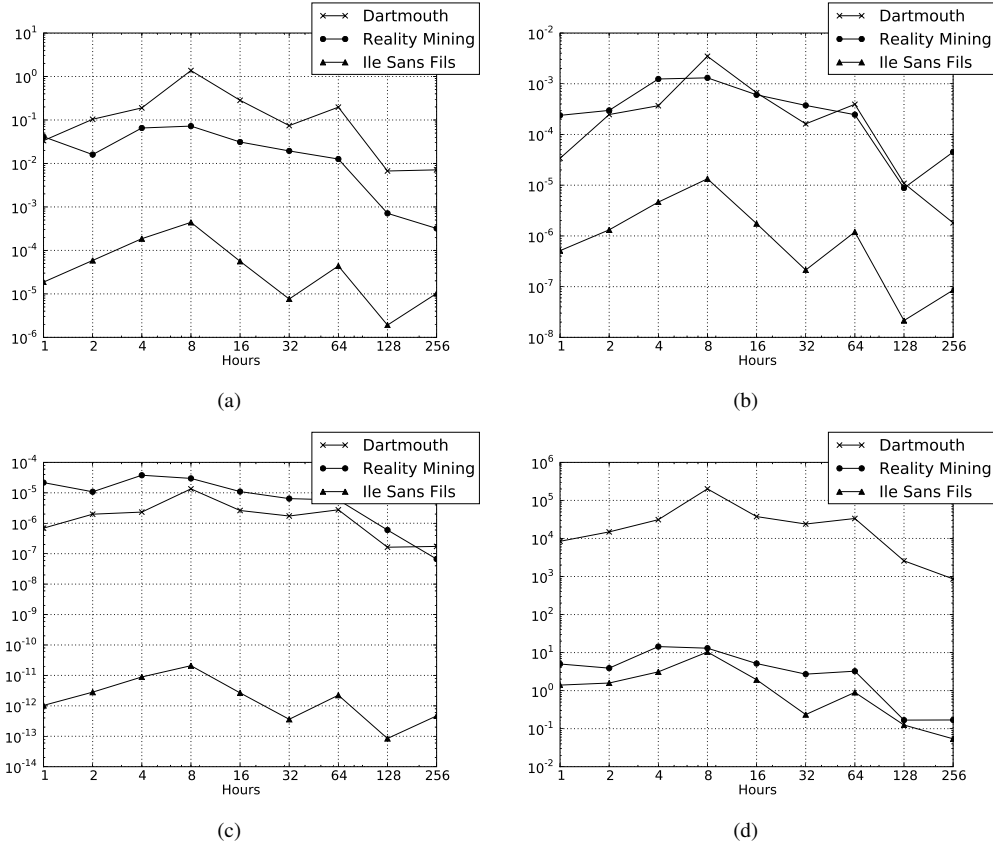 Dartmouth
Reality Mining
Ile Sans Fils
10^1
10^0
10^-1
10^-2
10^-3
10^-4
10^-5
10^-6
1 2 4 8 16 32 64 128 256
Hours
(a)
Dartmouth
Reality Mining
Ile Sans Fils
10^-2
10^-3
10^-4
10^-5
10^-6
10^-7
10^-8
1 2 4 8 16 32 64 128 256
Hours
(b)
Dartmouth
Reality Mining
Ile Sans Fils
10^-4
10^-5
10^-6
10^-7
10^-8
10^-9
10^-10
10^-11
10^-12
10^-13
10^-14
1 2 4 8 16 32 64 128 256
Hours
(c)
Dartmouth
Reality Mining
Ile Sans Fils
10^6
10^5
10^4
10^3
10^2
10^1
10^0
10^-1
10^-2
1 2 4 8 16 32 64 128 256
Hours
(d)